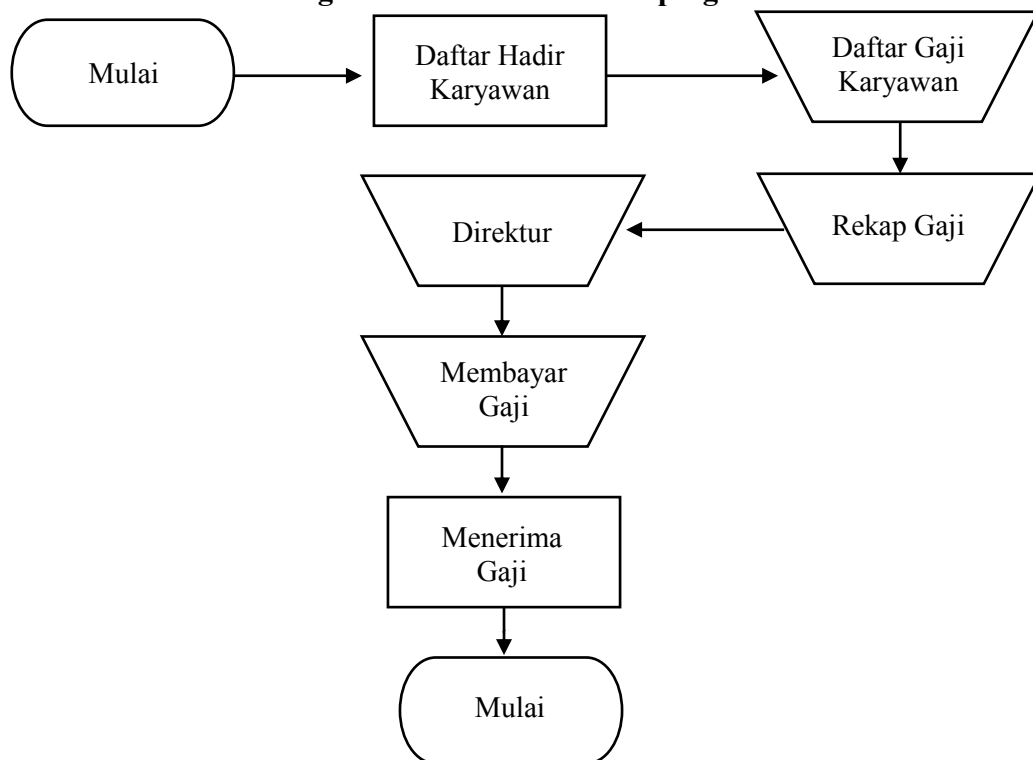 Mulai
Daftar Hadir
Karyawan
Daftar Gaji
Karyawan
Rekap Gaji
Direktur
Membayar
Gaji
Menerima
Gaji
Mulai